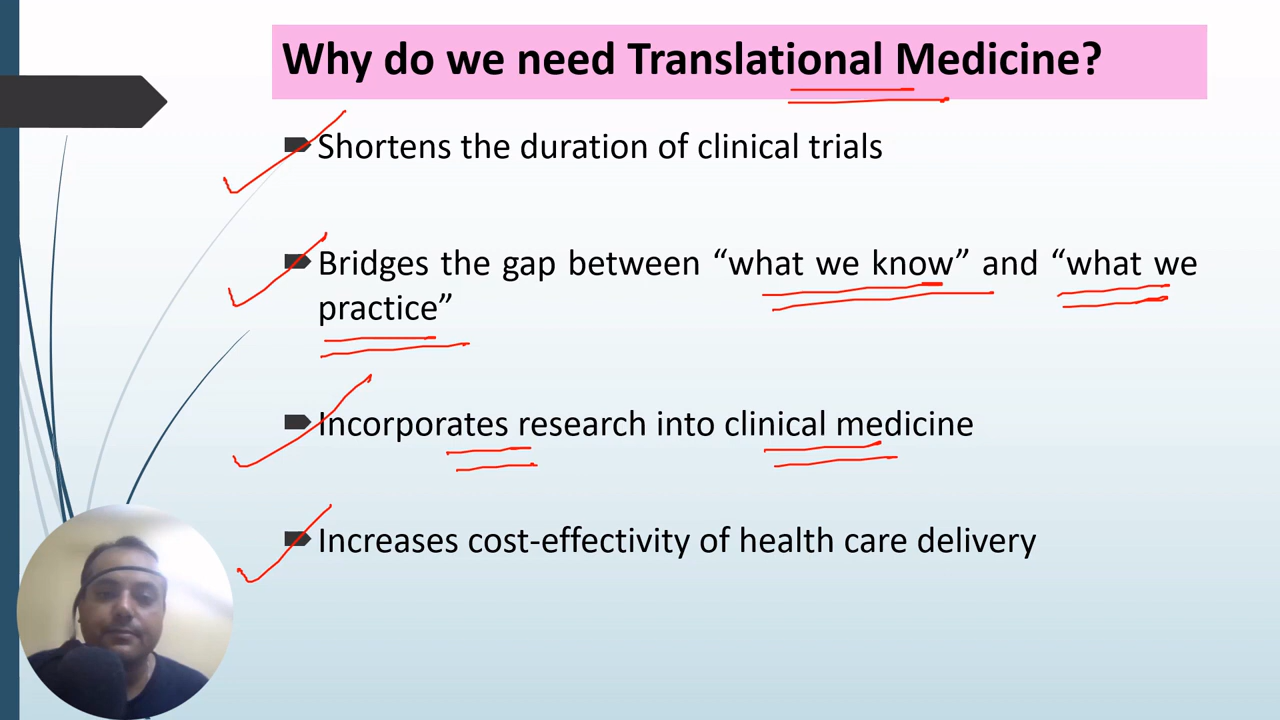 Why do we need Translational Medicine?
Shortens the duration of clinical trials
Bridges the gap between “what we know” and “what we
practice”
Incorporates research into clinical medicine
Increases cost-effectivity of health care delivery